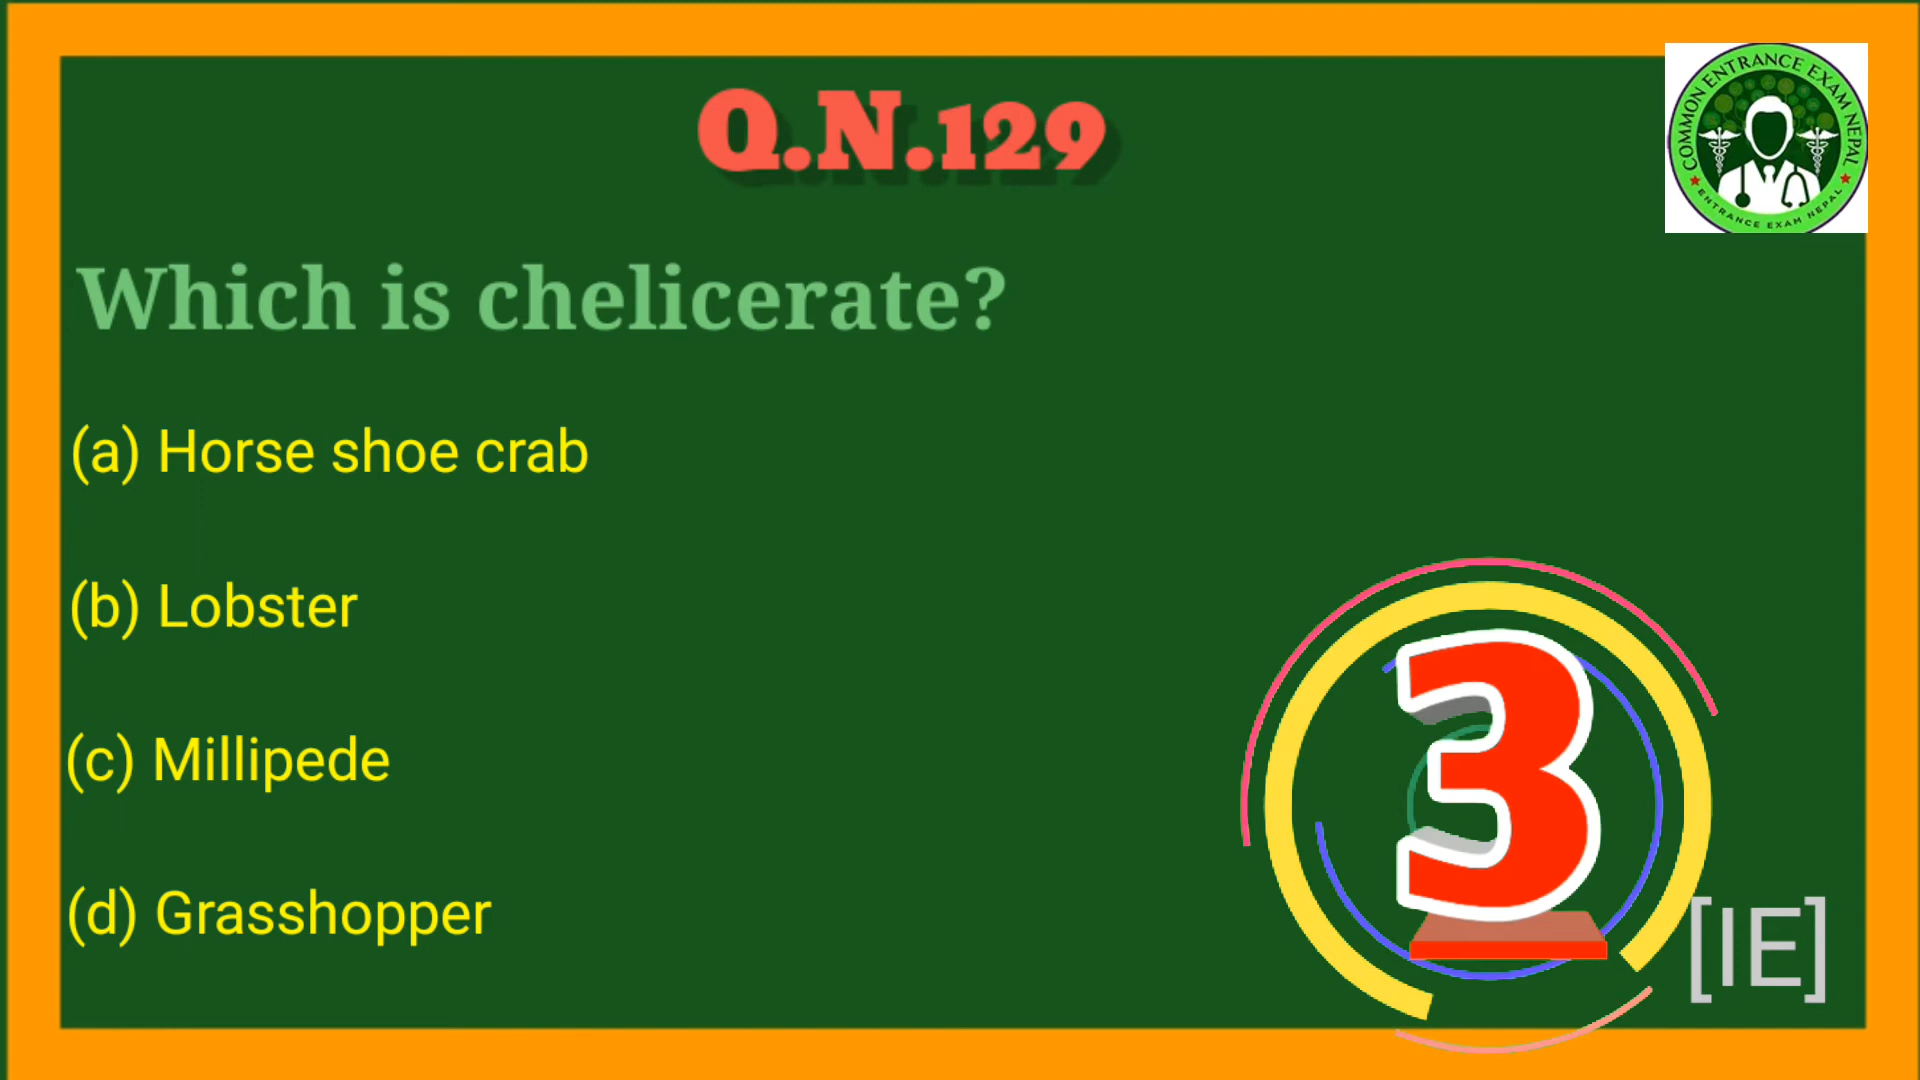 Q.N.129
COMMON ENTRANCE EXAM NEPAL
ENTRANCE EXAM NEPAL
Which is chelicerate?
(a) Horse shoe crab
(b) Lobster
(c) Millipede
(d) Grasshopper
3
[IE]